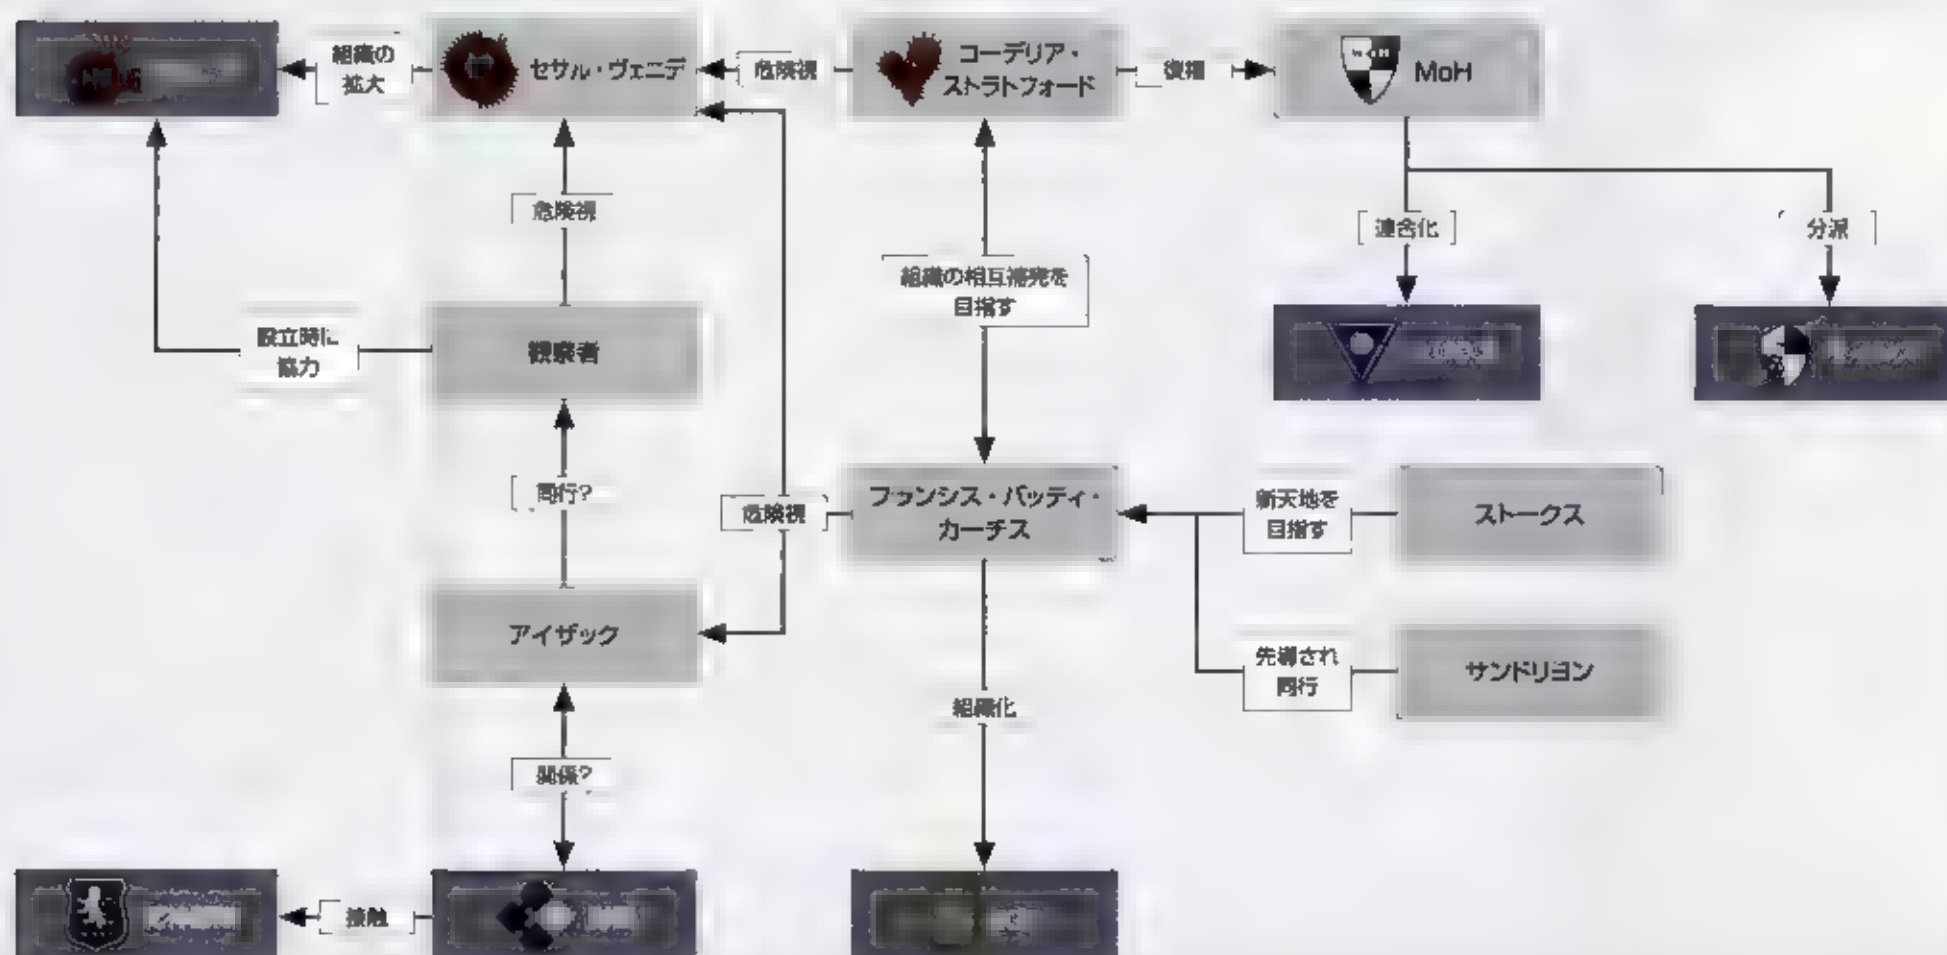 組織の
拡大
セサル・ヴェニデ
危険視
コーデリア・
ストラトフォード
復権
MoH
危険視
連合化
分派
組織の相互補完を
目指す
設立時に
協力
観察者
同行?
危険視
フランシス・バッティ・
カーチス
新天地を
目指す
ストークス
アイザック
先導され
同行
サンドリヨン
組織化
関係?
接触